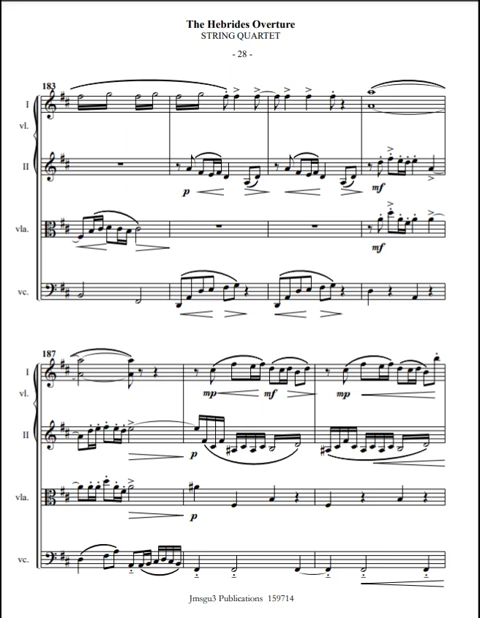 The Hebrides Overture
STRING QUARTET
- 28 -
183
I
vl.
II
p
mf
vla.
mf
vc.
187
I
mp
mf
mp
vl.
II
p
vla.
p
vc.
Jmsgu3 Publications 159714